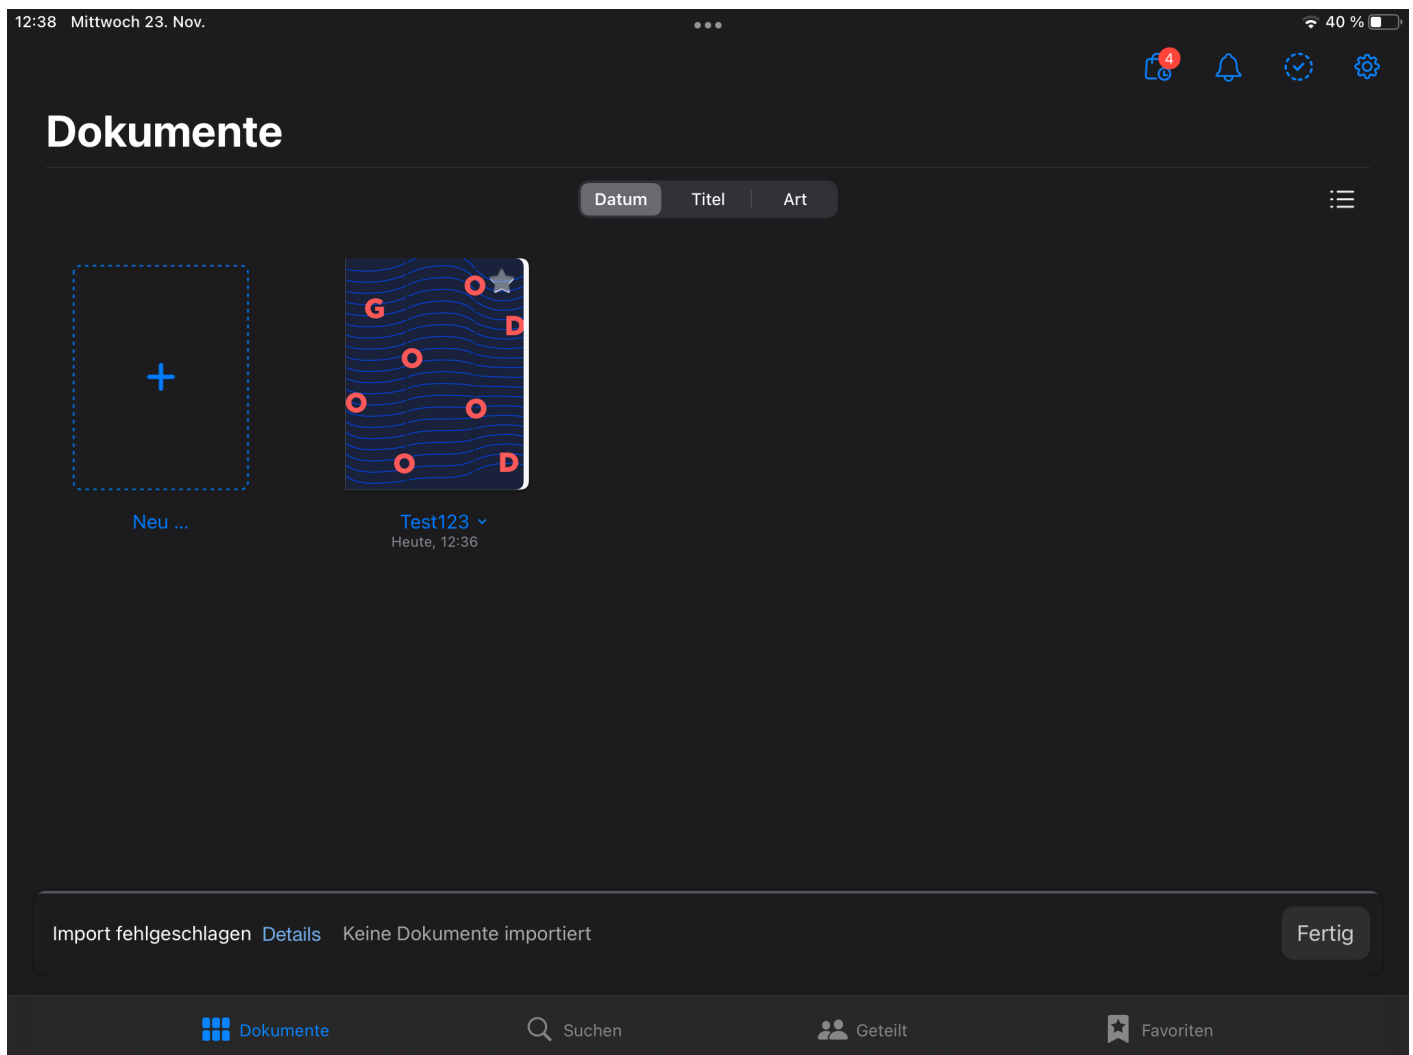 12:38 Mittwoch 23. Nov.
40 %
4
Dokumente
Datum Titel Art
G O D
O
O O
O D
Neu ...
Test123
Heute, 12:36
Import fehlgeschlagen Details Keine Dokumente importiert
Fertig
Dokumente Suchen Geteilt Favoriten